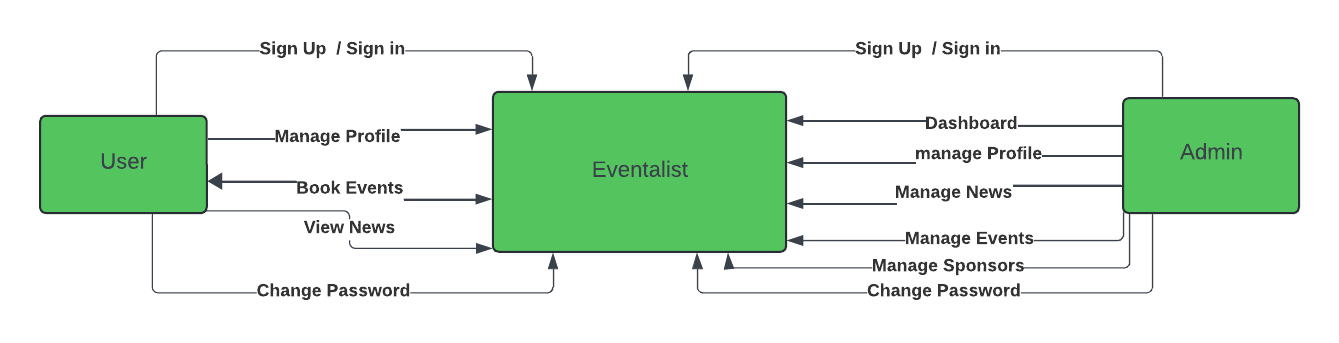 Sign Up / Sign in
Sign Up / Sign in
Manage Profile
User
Book Events
View News
Change Password
Eventalist
Dashboard
manage Profile
Manage News
Manage Events
Manage Sponsors
Change Password
Admin